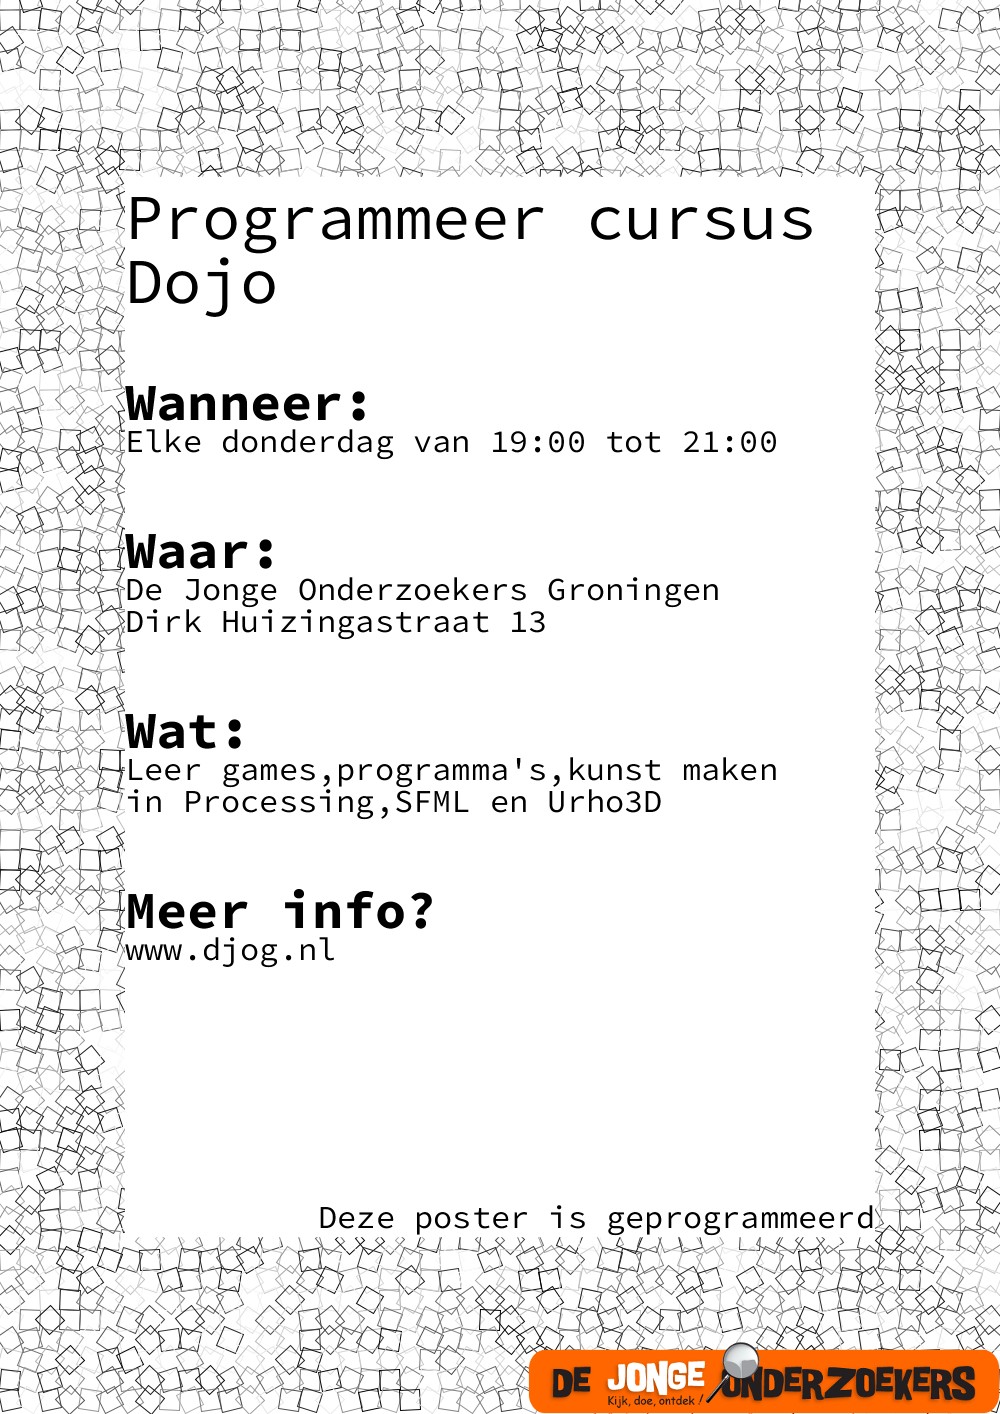 Programmeer cursus
Dojo
Wanneer:
Elke donderdag van 19:00 tot 21:00
Waar:
De Jonge Onderzoekers Groningen
Dirk Huizingastraat 13
Wat:
Leer games,programma's,kunst maken
in Processing,SFML en Urho3D
Meer info?
www.djog.nl
Deze poster is geprogrammeerd
DE JONGE ONDERZOEKERS
Kijk, doe, ontdek !